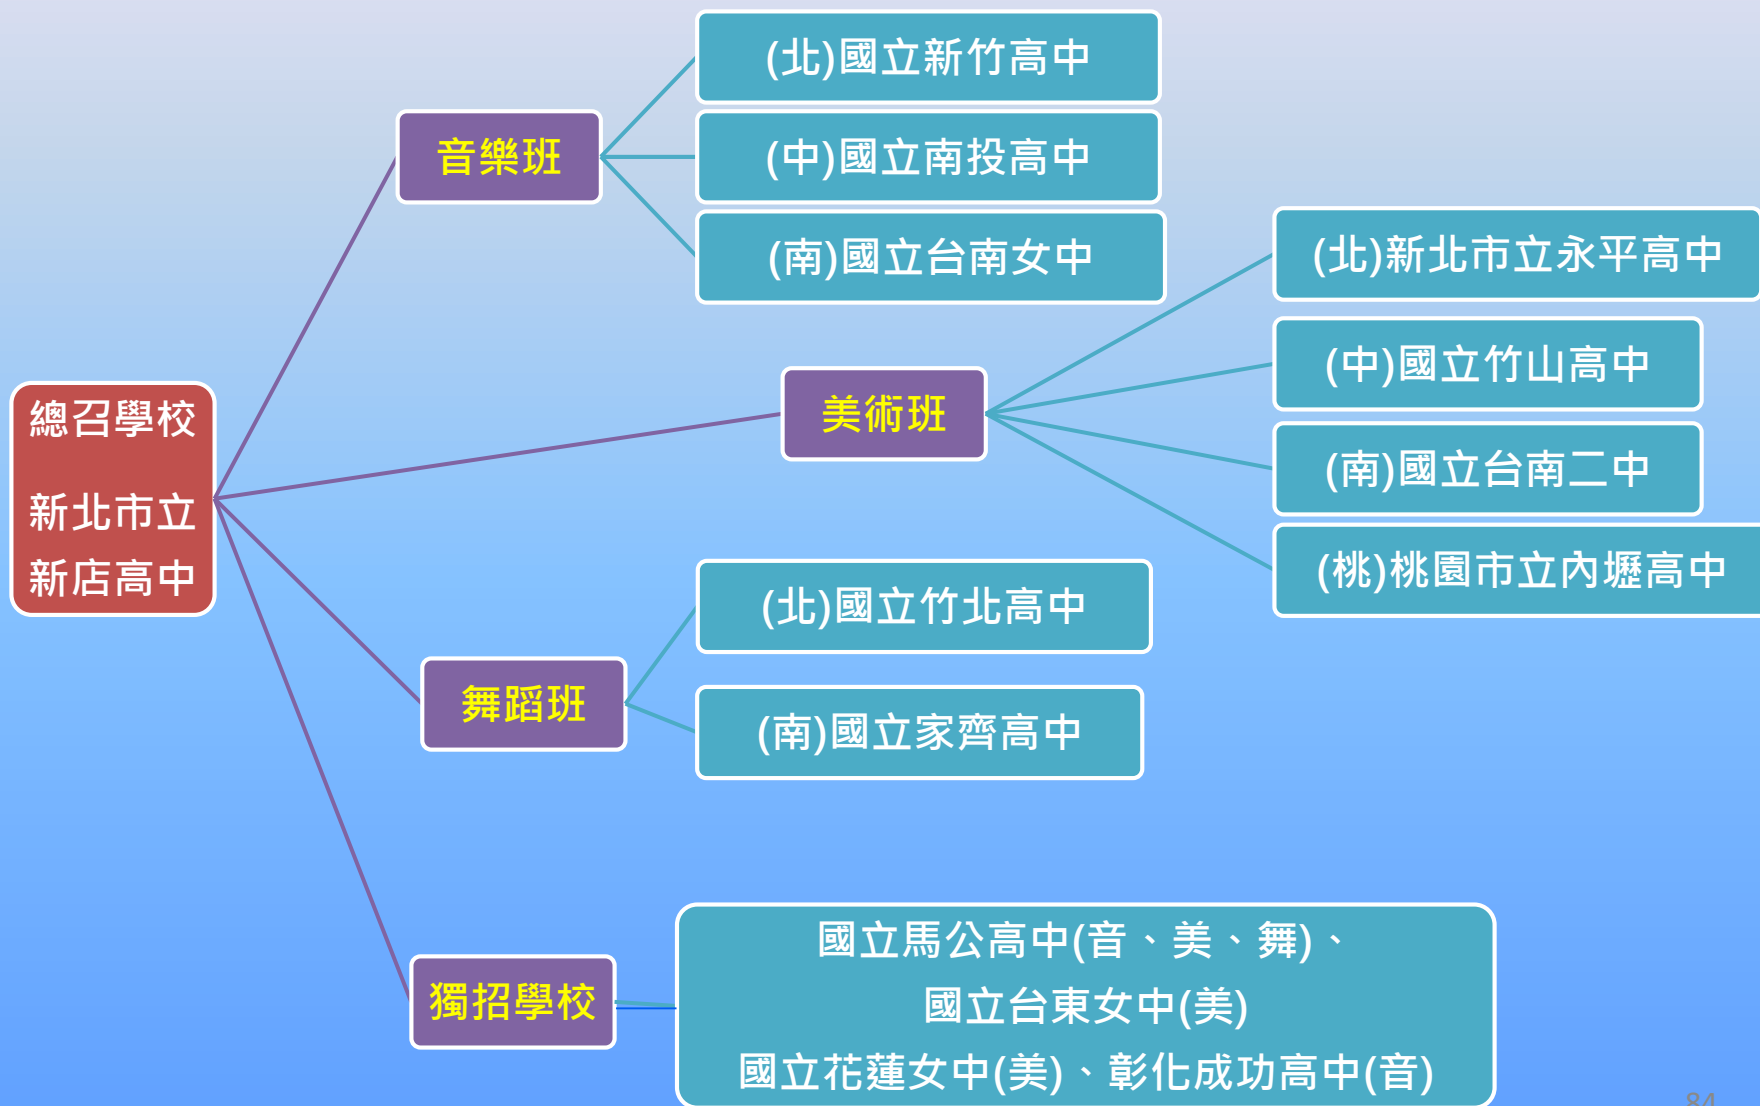 總召學校
新北市立
新店高中
音樂班
(北)國立新竹高中
(中)國立南投高中
(南)國立台南女中
美術班
(北)新北市立永平高中
(中)國立竹山高中
(南)國立台南二中
(桃)桃園市立內壢高中
舞蹈班
(北)國立竹北高中
(南)國立家齊高中
獨招學校
國立馬公高中(音、美、舞)、
國立台東女中(美)
國立花蓮女中(美)、彰化成功高中(音)
84